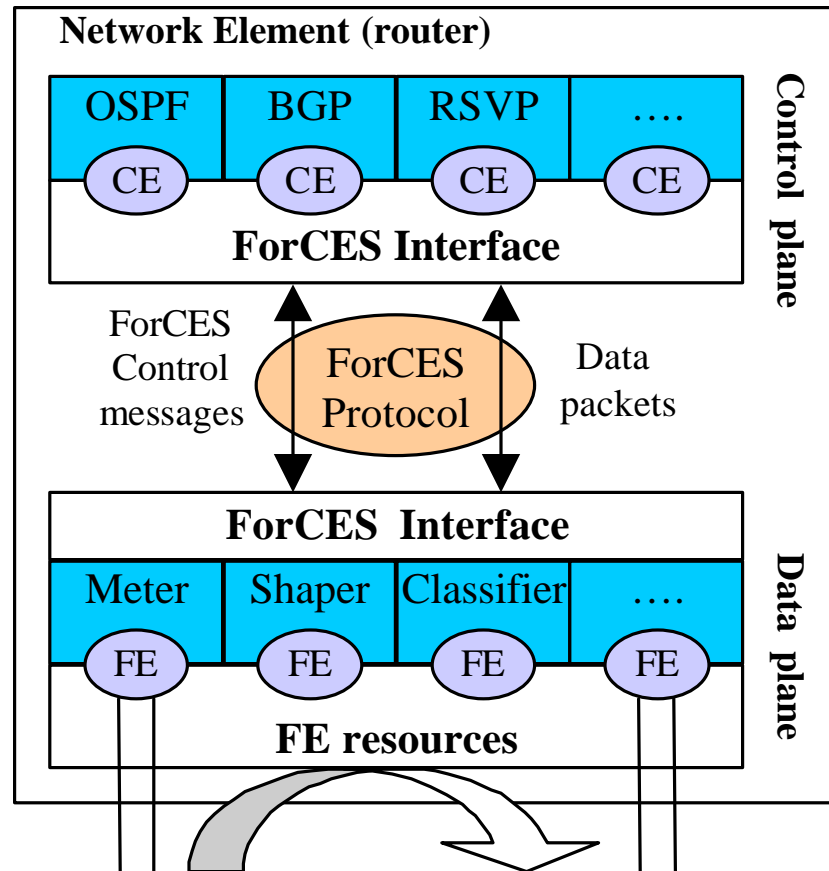 Network Element (router)
OSPF BGP RSVP ....
CE CE CE CE
ForCES Interface
Control plane
ForCES
Control
messages
ForCES
Protocol
Data
packets
ForCES Interface
Meter Shaper Classifier ....
FE FE FE FE
FE resources
Data plane